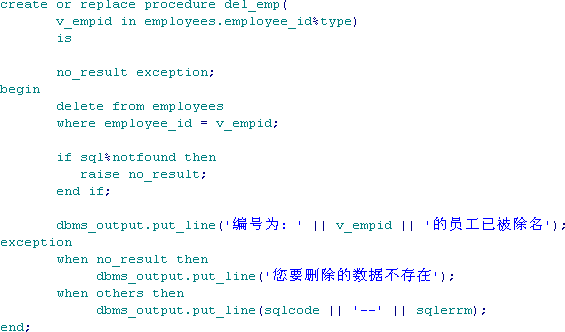 create or replace procedure del_emp(
       v_empid in employees.employee_id%type)
       is

       no_result exception;
begin
       delete from employees
       where employee_id = v_empid;

       if sql%notfound then
          raise no_result;
       end if;

       dbms_output.put_line('编号为: ' || v_empid || '的员工已被除名');
exception
       when no_result then
            dbms_output.put_line('您要删除的数据不存在');
       when others then
            dbms_output.put_line(sqlcode || '--' || sqlerrm);
end;